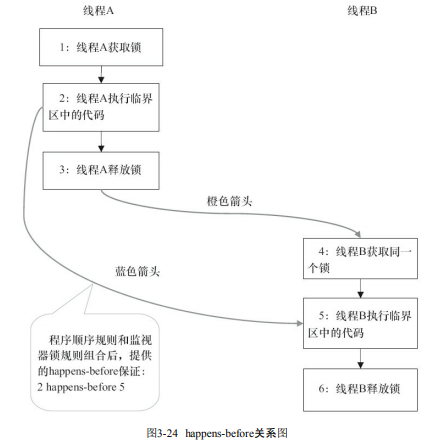 线程A
线程B
1：线程A获取锁
2：线程A执行临界
区中的代码
3：线程A释放锁
橙色箭头
4：线程B获取同一
个锁
蓝色箭头
5：线程B执行临界
区中的代码
程序顺序规则和监视
器锁规则组合后，提供
的happens-before保证：
2 happens-before 5
6：线程B释放锁
图3-24 happens-before关系图